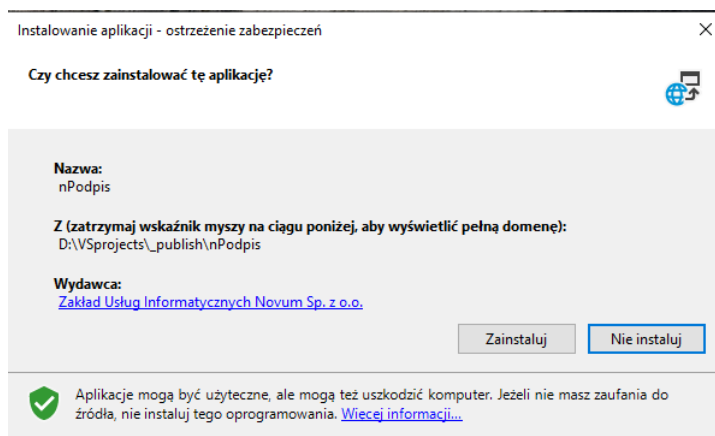 Instalowanie aplikacji - ostrzeżenie zabezpieczeń
Czy chcesz zainstalować tę aplikację?
Nazwa:
nPodpis
Z (zatrzymaj wskaźnik myszy na ciągu poniżej, aby wyświetlić pełną domenę):
D:\VSprojects\_publish\nPodpis
Wydawca:
Zakład Usług Informatycznych Novum Sp. z o.o.
Zainstaluj
Nie instaluj
Aplikacje mogą być użyteczne, ale mogą też uszkodzić komputer. Jeżeli nie masz zaufania do
źródła, nie instaluj tego oprogramowania. Więcej informacji...